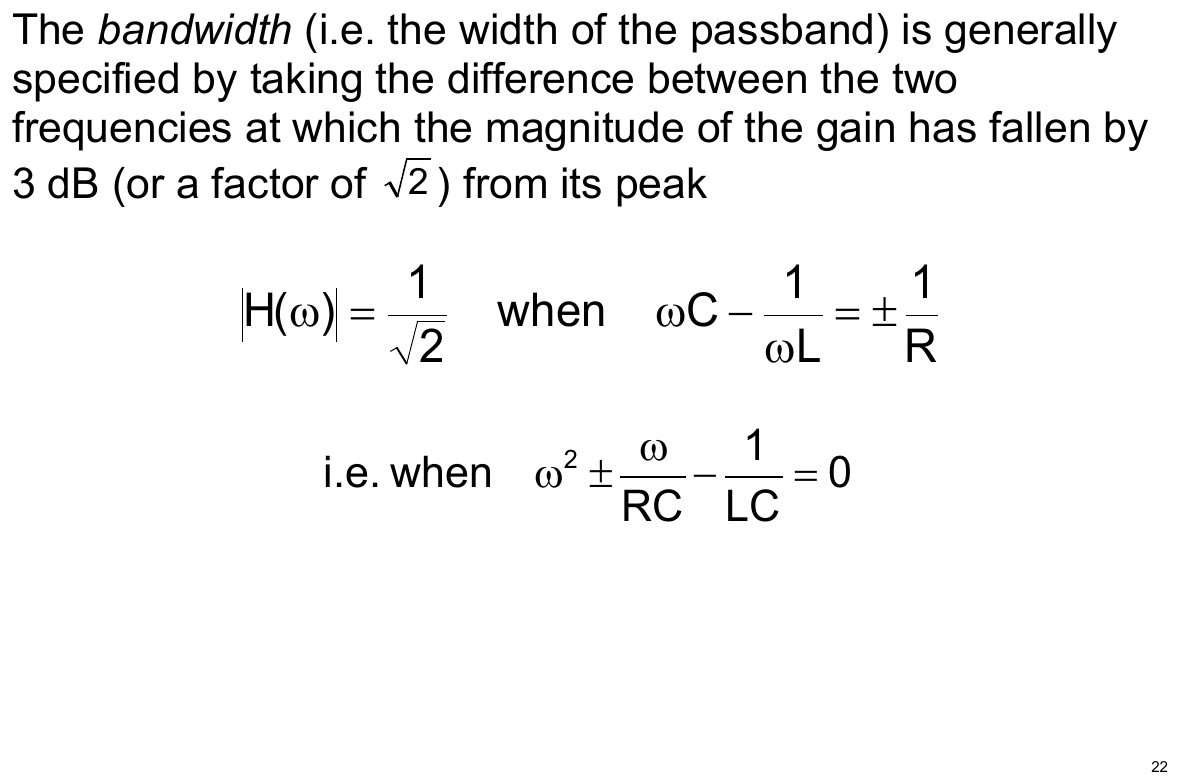 The bandwidth (i.e. the width of the passband) is generally
specified by taking the difference between the two
frequencies at which the magnitude of the gain has fallen by
3 dB (or a factor of √2 ) from its peak
|H(ω)| = 1/√2 when ωC − 1/ωL = ± 1/R
i.e. when ω² ± ω/RC − 1/LC = 0
22